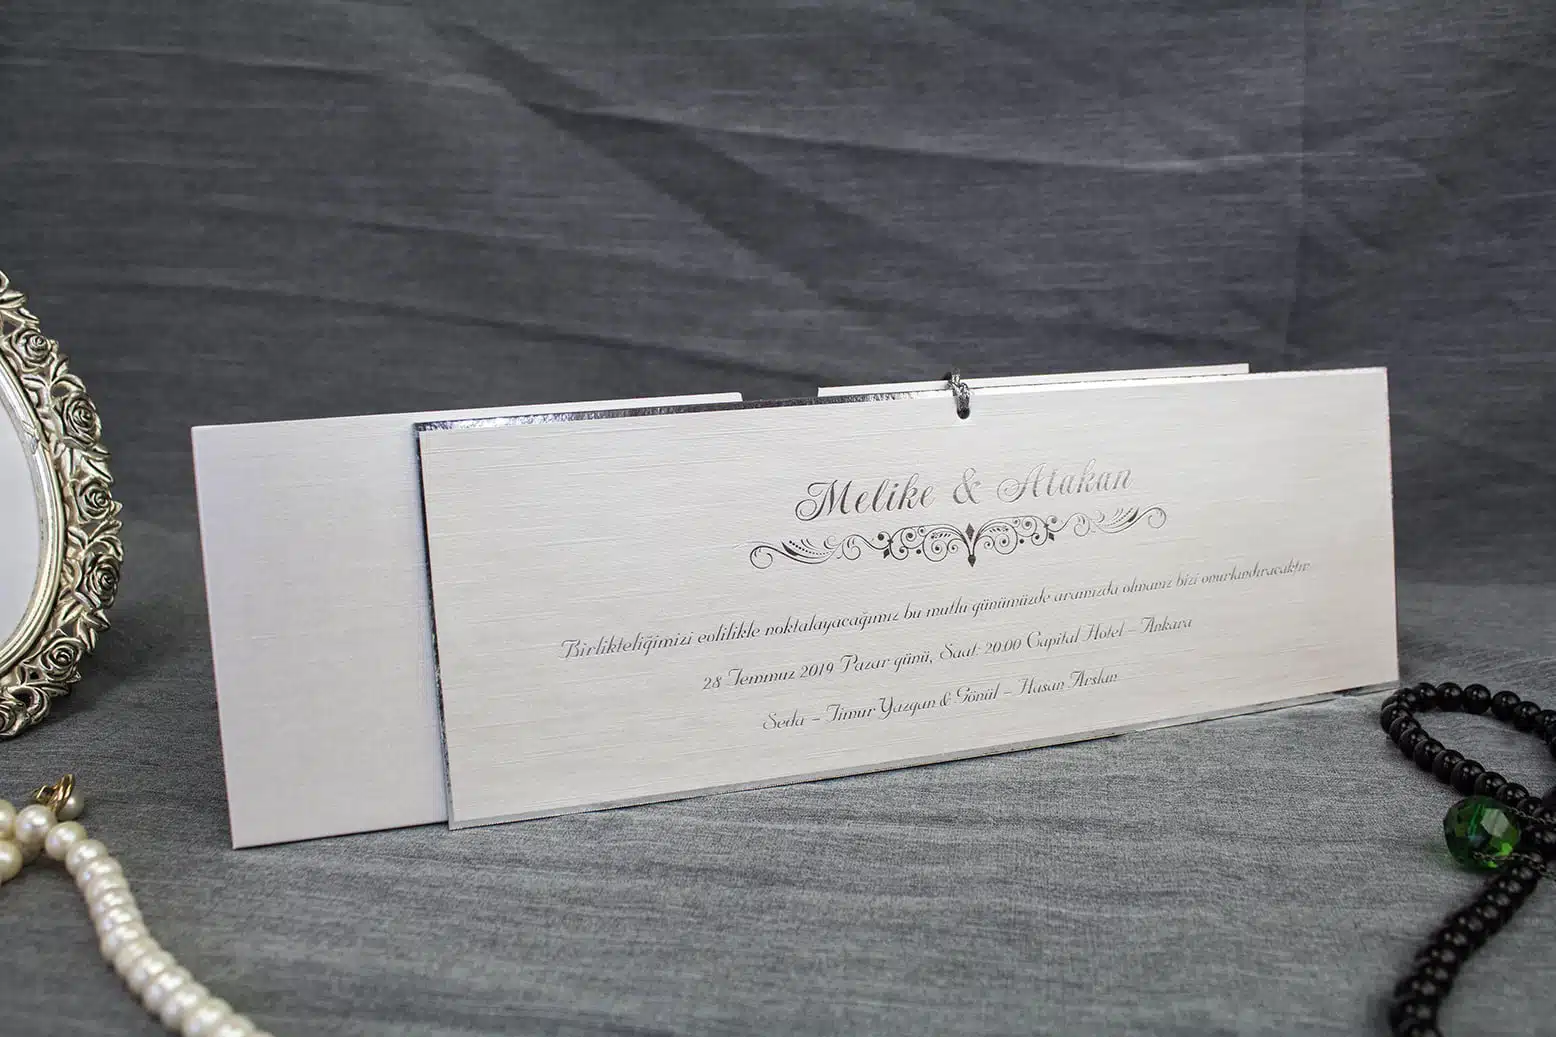 Melike & Atakan
Birlikteliğimizi evlilikle noktalayacağımız bu mutlu günümüzde aramızda olmanız bizi onurlandıracaktır.
28 Temmuz 2019 Pazar günü, Saat: 20.00 Capital Hotel – Ankara
Seda – Timur Yazgan & Gönül – Hasan Arslan